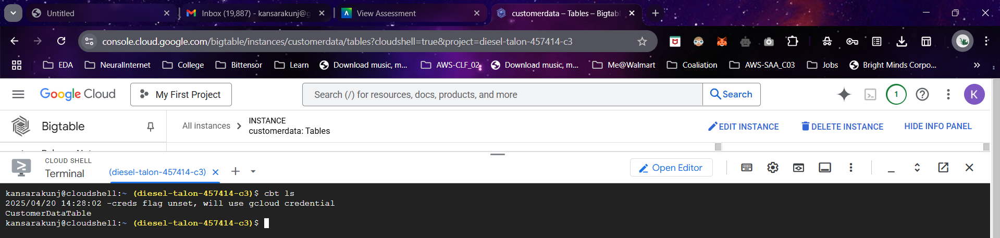 Untitled
Inbox (19,887) - kansarakunj@g
View Assessment
customerdata – Tables – Bigtabl
console.cloud.google.com/bigtable/instances/customerdata/tables?cloudshell=true&project=diesel-talon-457414-c3
EDA
NeuralInternet
College
Bittensor
Learn
Download music, m...
AWS-CLF_02
Download music, m...
Me@Walmart
Coaliation
AWS-SAA_C03
Jobs
Bright Minds Corpo...
»
Google Cloud
My First Project
Search (/) for resources, docs, products, and more
Search
1
K
Bigtable
All instances
INSTANCE
customerdata: Tables
EDIT INSTANCE
DELETE INSTANCE
HIDE INFO PANEL
CLOUD SHELL
Terminal
(diesel-talon-457414-c3)
Open Editor
kansarakunj@cloudshell:~ (diesel-talon-457414-c3)$ cbt ls
2025/04/20 14:28:02 -creds flag unset, will use gcloud credential
CustomerDataTable
kansarakunj@cloudshell:~ (diesel-talon-457414-c3)$